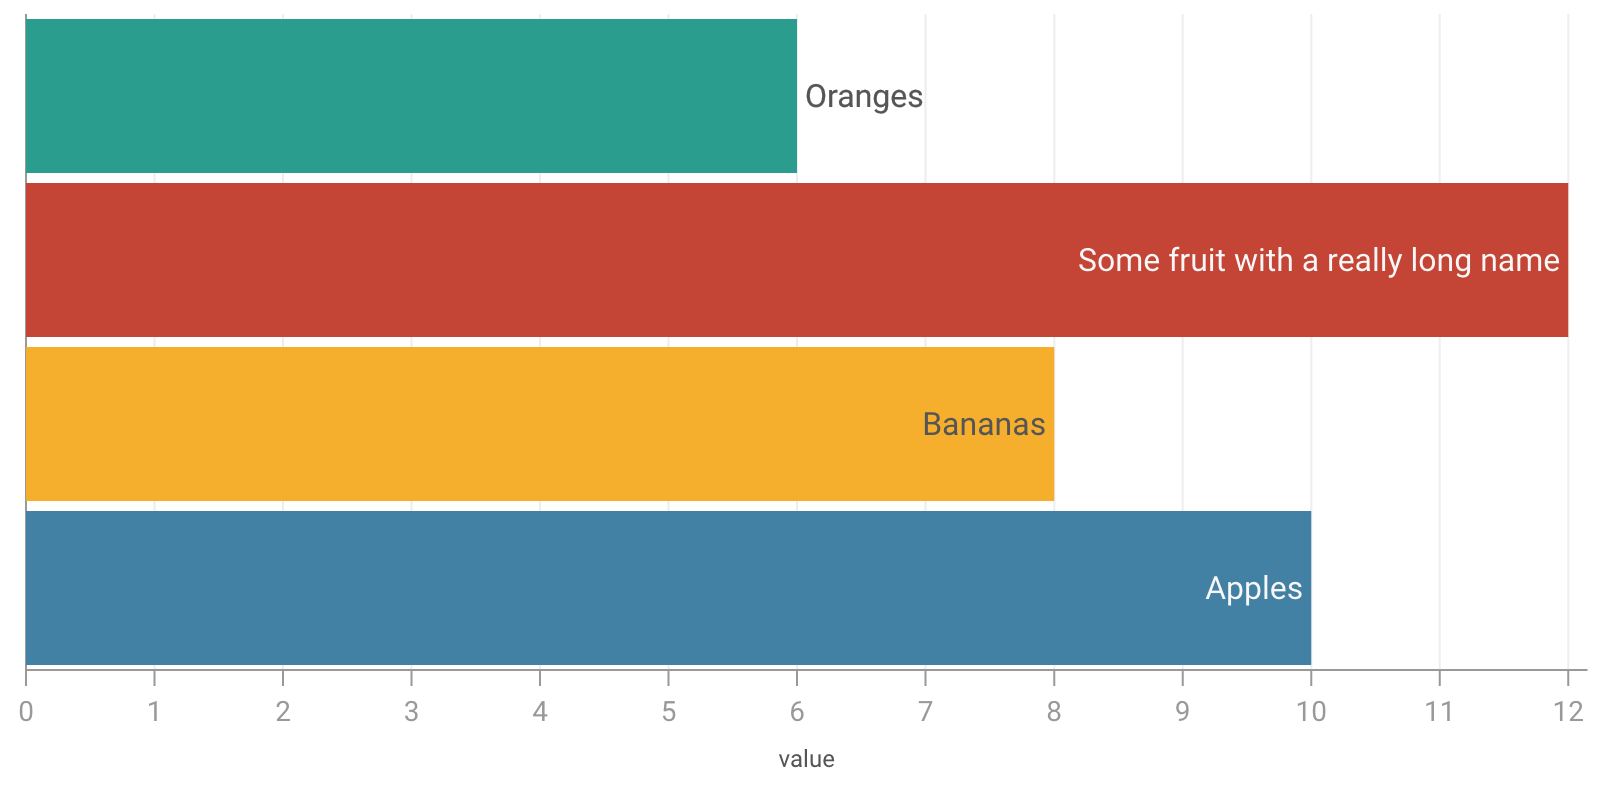 Oranges
Some fruit with a really long name
Bananas
Apples
0 1 2 3 4 5 6 7 8 9 10 11 12
value